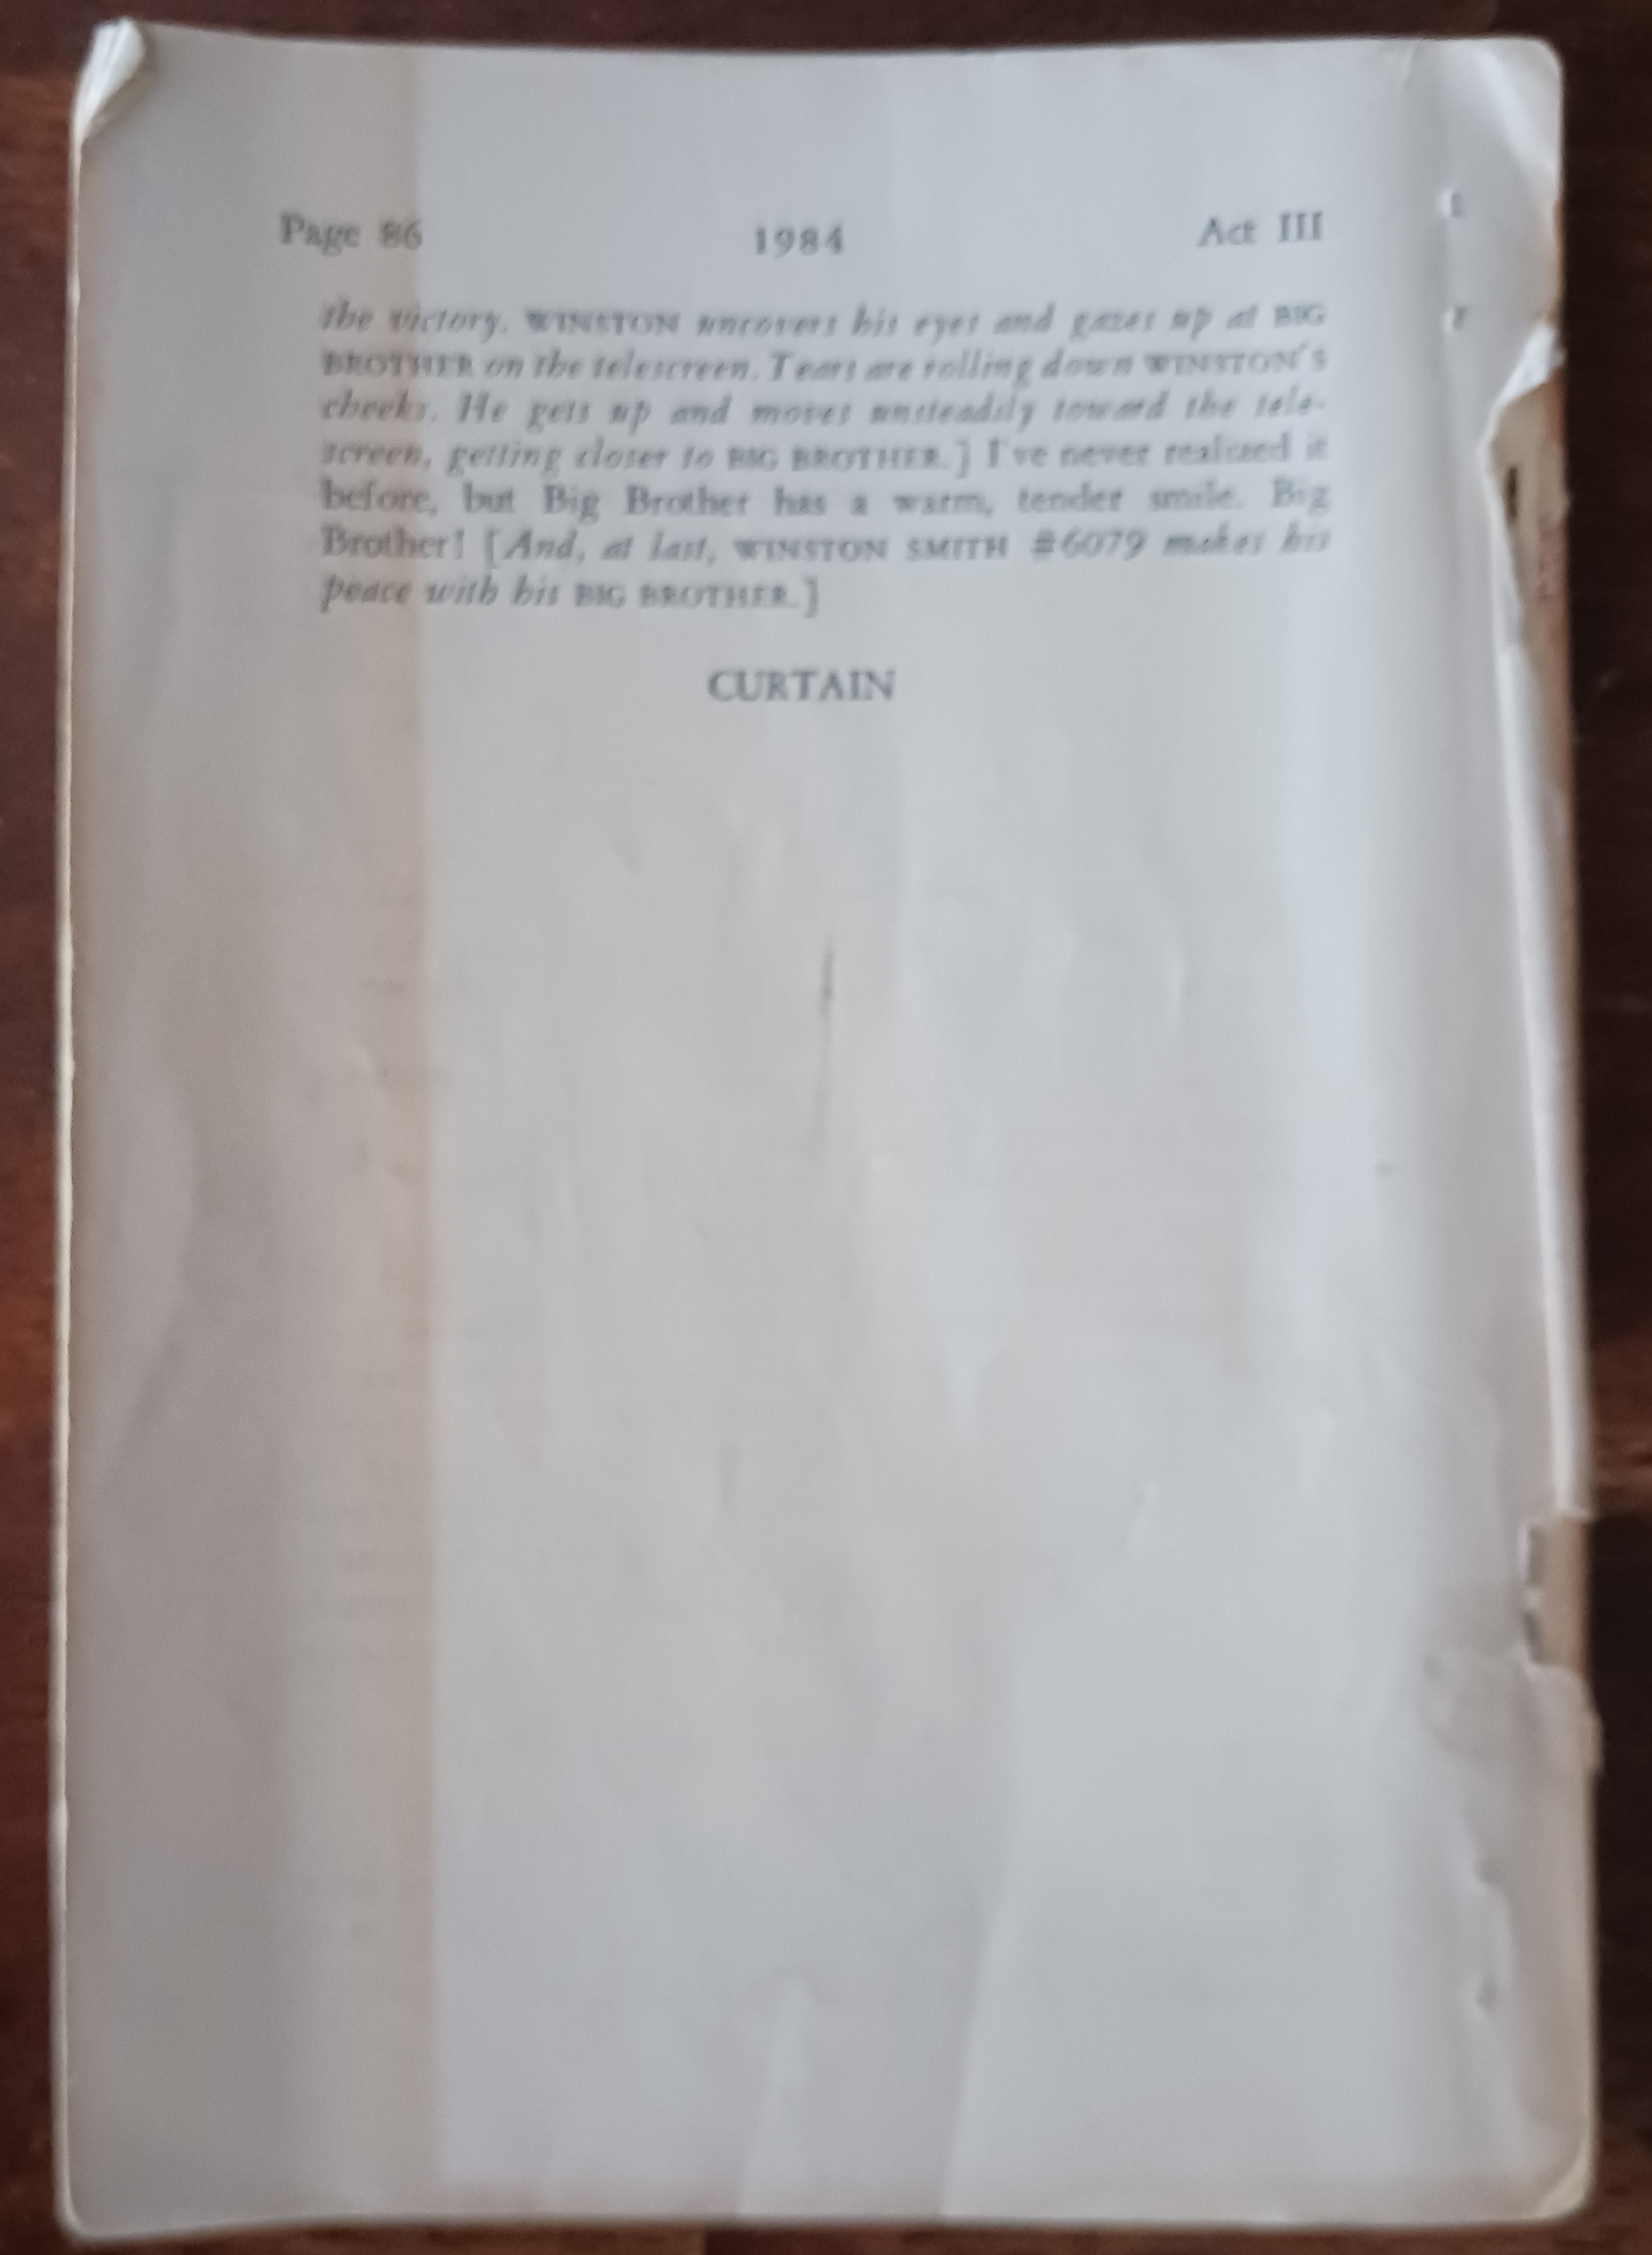 Page 86 1984 Act III
the victory. WINSTON uncovers his eyes and gazes up at BIG
BROTHER on the telescreen. Tears are rolling down WINSTON'S
cheeks. He gets up and moves unsteadily toward the tele-
screen, getting closer to BIG BROTHER.] I've never realized it
before, but Big Brother has a warm, tender smile. Big
Brother! [And, at last, WINSTON SMITH #6079 makes his
peace with his BIG BROTHER.]
CURTAIN